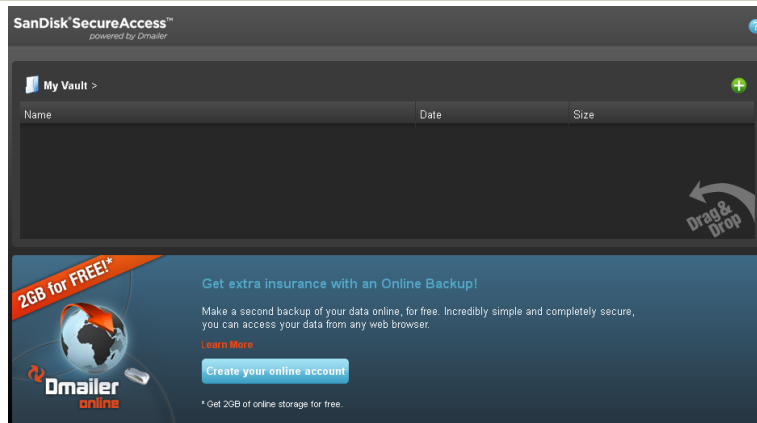 SanDisk® SecureAccess™
powered by Dmailer
?
My Vault >
Name Date Size
Drag &
Drop
2GB for FREE!*
Get extra insurance with an Online Backup!
Make a second backup of your data online, for free. Incredibly simple and completely secure,
you can access your data from any web browser.
Learn More
Create your online account
Dmailer
online
* Get 2GB of online storage for free.